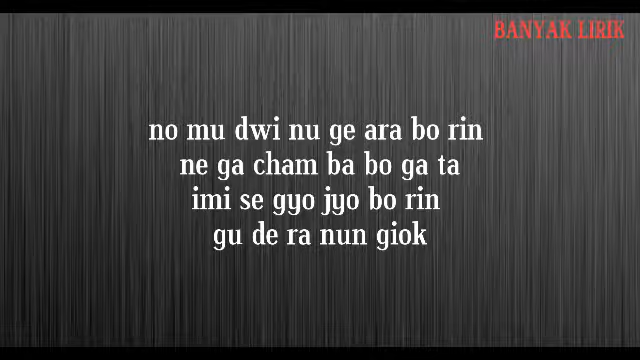 BANYAK LIRIK
no mu dwi nu ge ara bo rin
ne ga cham ba bo ga ta
imi se gyo jyo bo rin
gu de ra nun giok